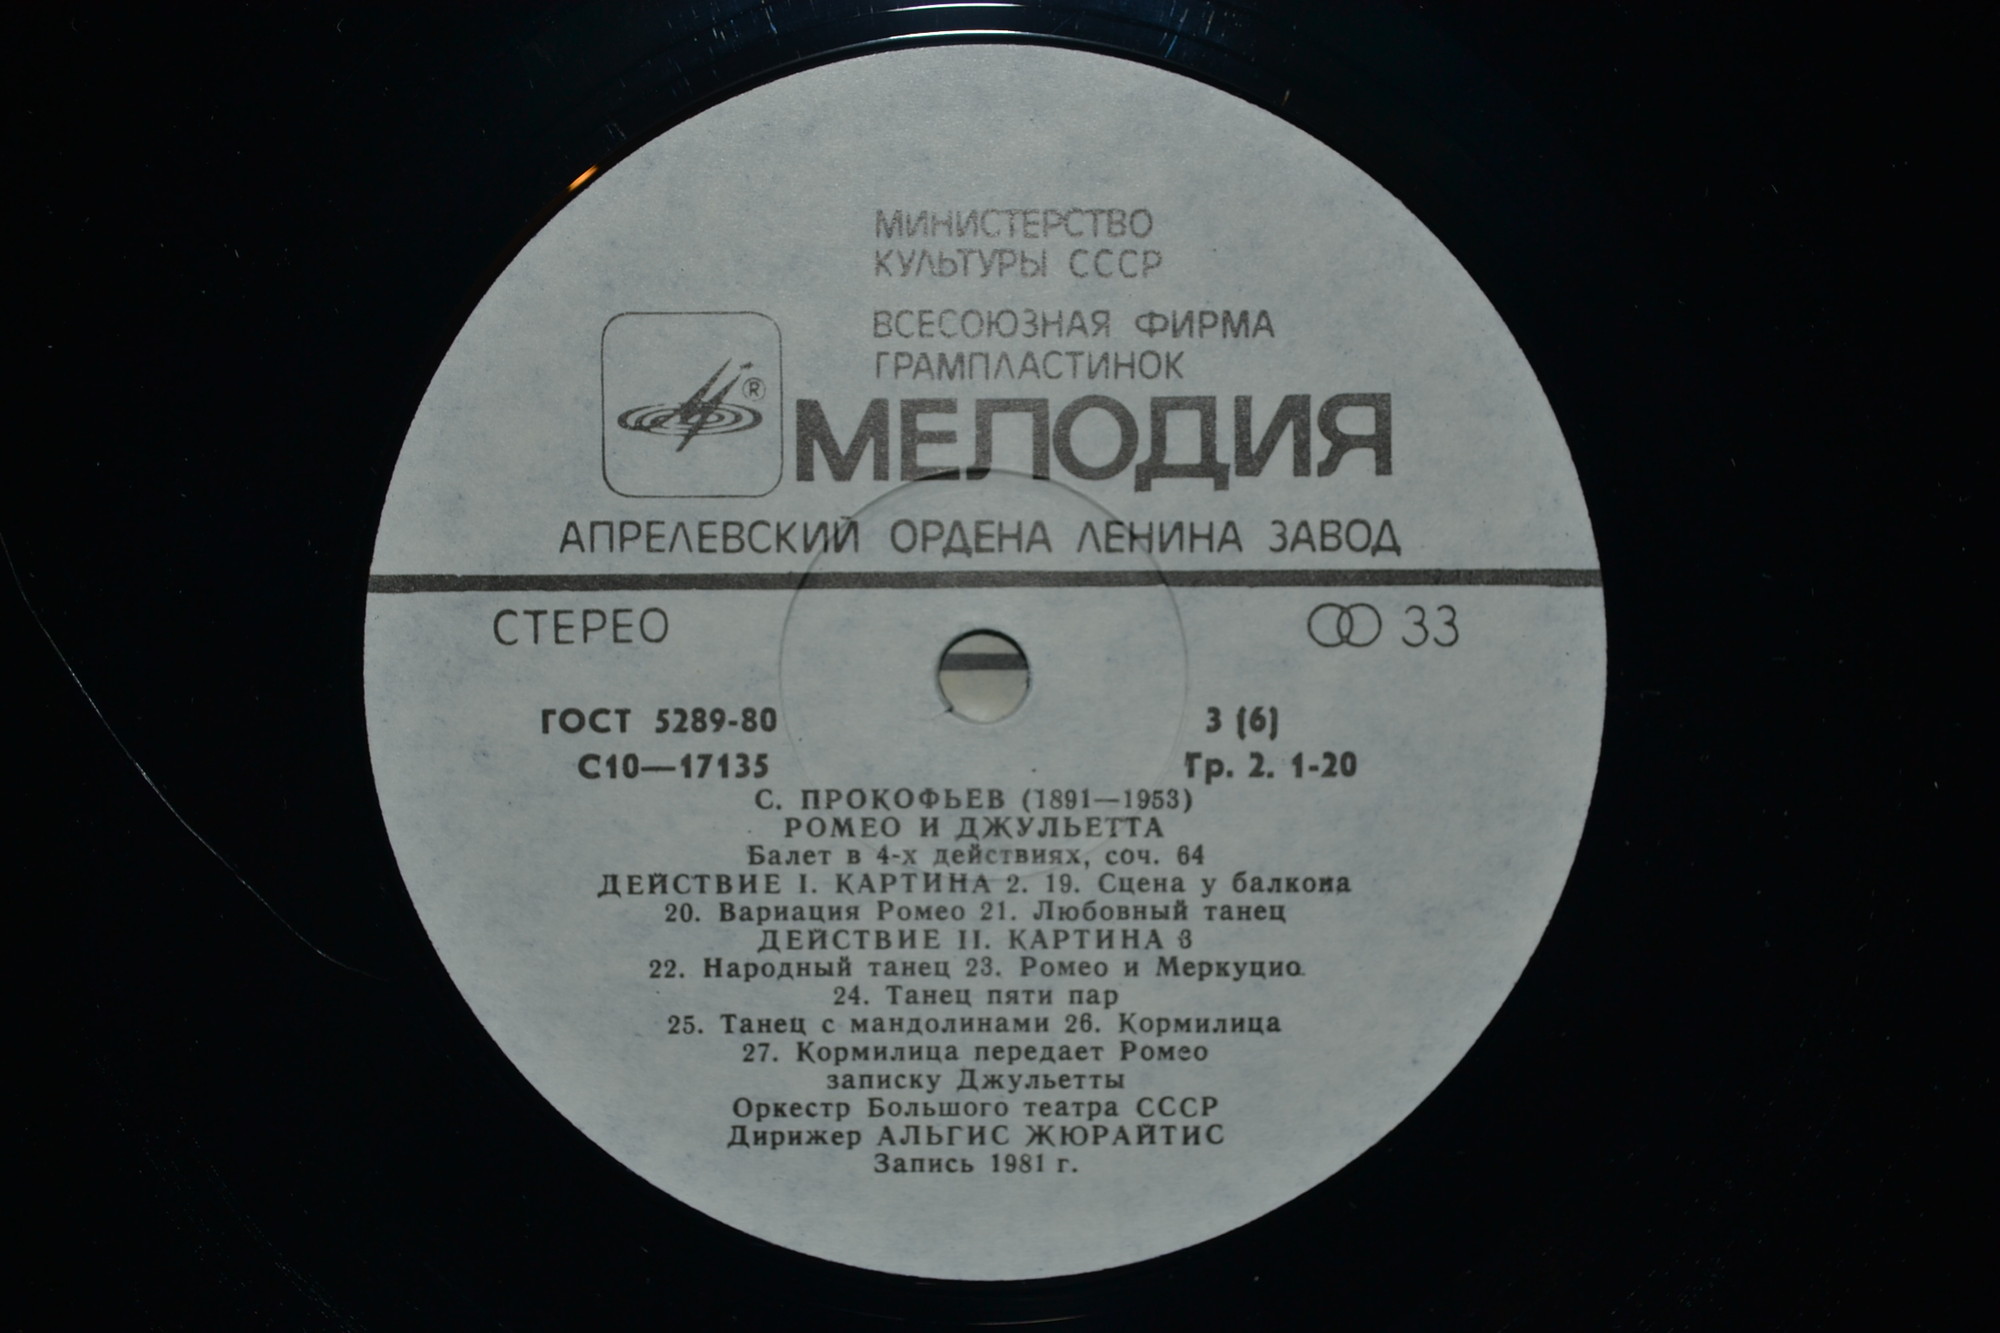 МИНИСТЕРСТВО
КУЛЬТУРЫ СССР
ВСЕСОЮЗНАЯ ФИРМА
ГРАМПЛАСТИНОК
®
МЕЛОДИЯ
АПРЕЛЕВСКИЙ ОРДЕНА ЛЕНИНА ЗАВОД
СТЕРЕО 33
ГОСТ 5289-80 3 (6)
С10—17135 Гр. 2. 1-20
С. ПРОКОФЬЕВ (1891—1953)
РОМЕО И ДЖУЛЬЕТТА
Балет в 4-х действиях, соч. 64
ДЕЙСТВИЕ I. КАРТИНА 2. 19. Сцена у балкона
20. Вариация Ромео 21. Любовный танец
ДЕЙСТВИЕ II. КАРТИНА 3
22. Народный танец 23. Ромео и Меркуцио
24. Танец пяти пар
25. Танец с мандолинами 26. Кормилица
27. Кормилица передает Ромео
записку Джульетты
Оркестр Большого театра СССР
Дирижер АЛЬГИС ЖЮРАЙТИС
Запись 1981 г.